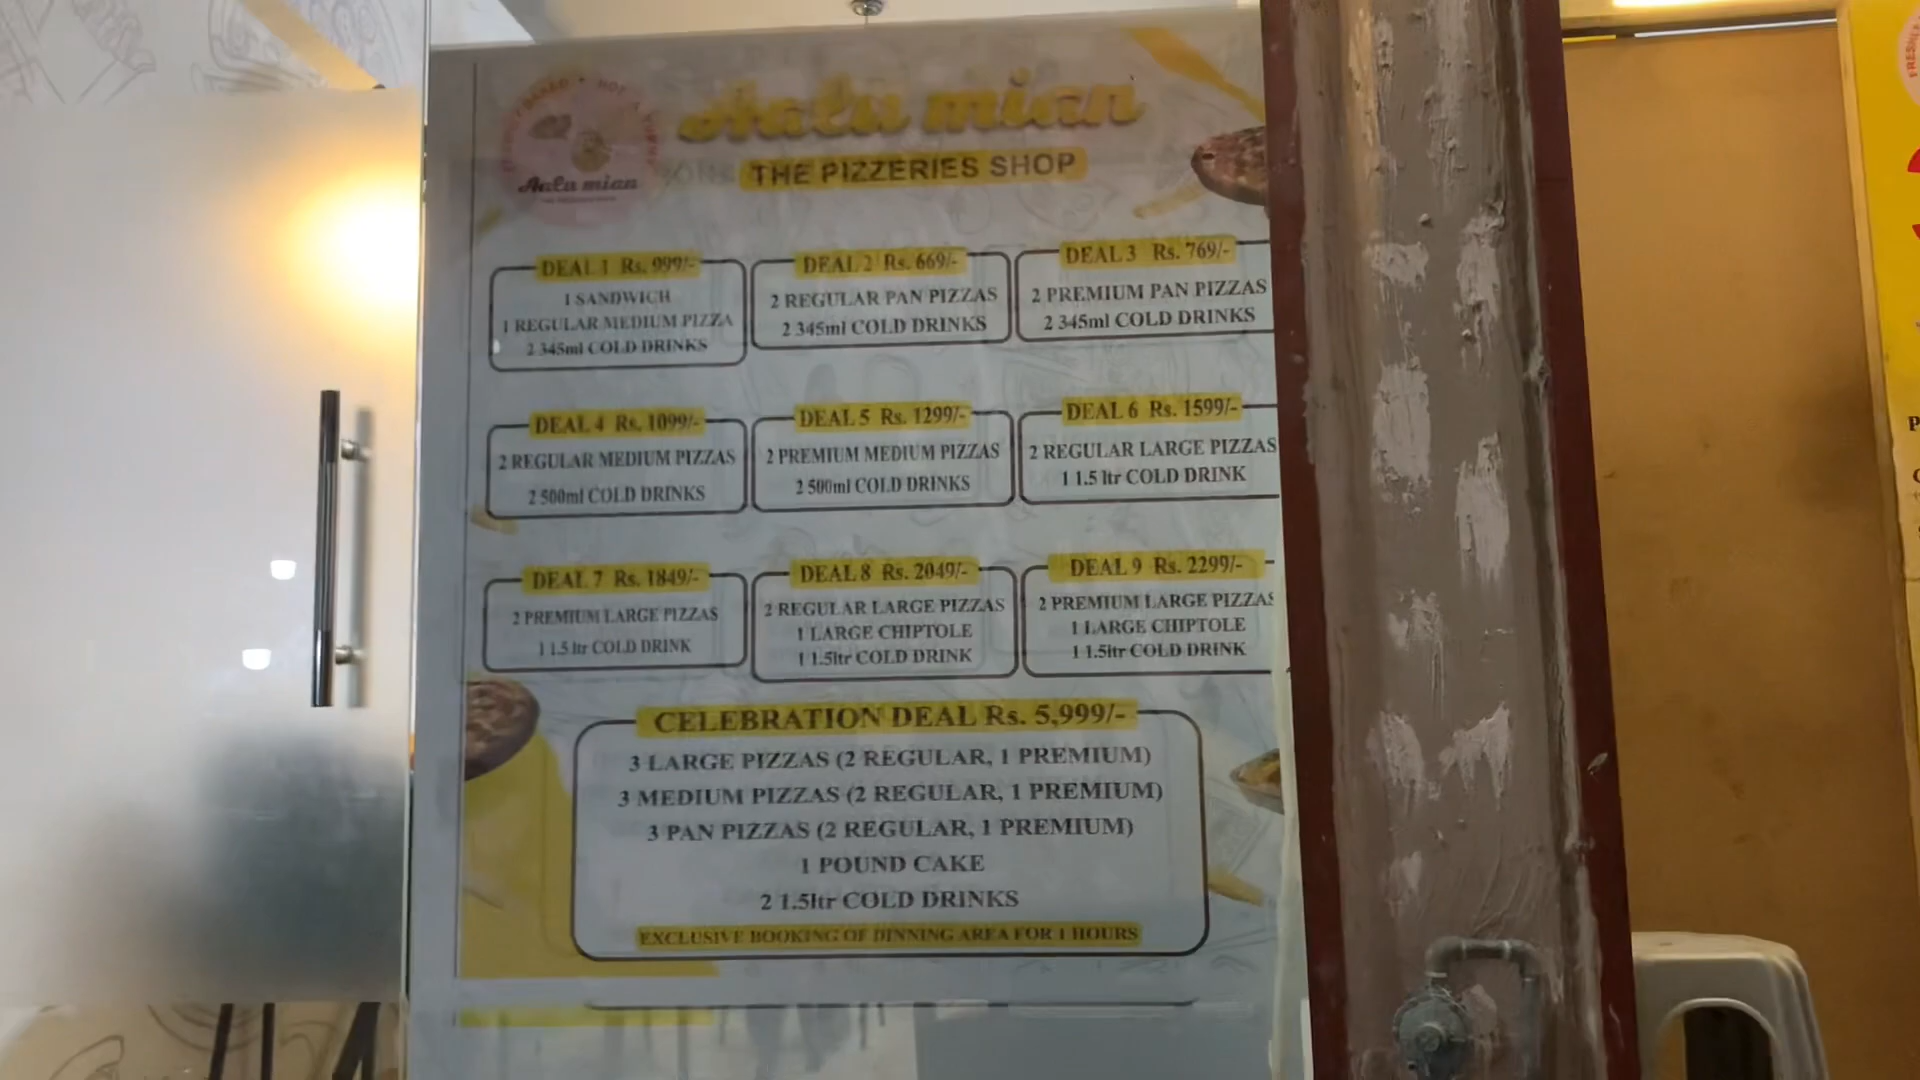 Aalu mian
THE PIZZERIES SHOP
Aalu mian
DEAL 1 Rs. 999/-
1 SANDWICH
1 REGULAR MEDIUM PIZZA
2 345ml COLD DRINKS
DEAL 2 Rs. 669/-
2 REGULAR PAN PIZZAS
2 345ml COLD DRINKS
DEAL 3 Rs. 769/-
2 PREMIUM PAN PIZZAS
2 345ml COLD DRINKS
DEAL 4 Rs. 1099/-
2 REGULAR MEDIUM PIZZAS
2 500ml COLD DRINKS
DEAL 5 Rs. 1299/-
2 PREMIUM MEDIUM PIZZAS
2 500ml COLD DRINKS
DEAL 6 Rs. 1599/-
2 REGULAR LARGE PIZZAS
1 1.5 ltr COLD DRINK
DEAL 7 Rs. 1849/-
2 PREMIUM LARGE PIZZAS
1 1.5 ltr COLD DRINK
DEAL 8 Rs. 2049/-
2 REGULAR LARGE PIZZAS
1 LARGE CHIPTOLE
1 1.5ltr COLD DRINK
DEAL 9 Rs. 2299/-
2 PREMIUM LARGE PIZZAS
1 LARGE CHIPTOLE
1 1.5ltr COLD DRINK
CELEBRATION DEAL Rs. 5,999/-
3 LARGE PIZZAS (2 REGULAR, 1 PREMIUM)
3 MEDIUM PIZZAS (2 REGULAR, 1 PREMIUM)
3 PAN PIZZAS (2 REGULAR, 1 PREMIUM)
1 POUND CAKE
2 1.5ltr COLD DRINKS
EXCLUSIVE BOOKING OF DINNING AREA FOR 1 HOURS